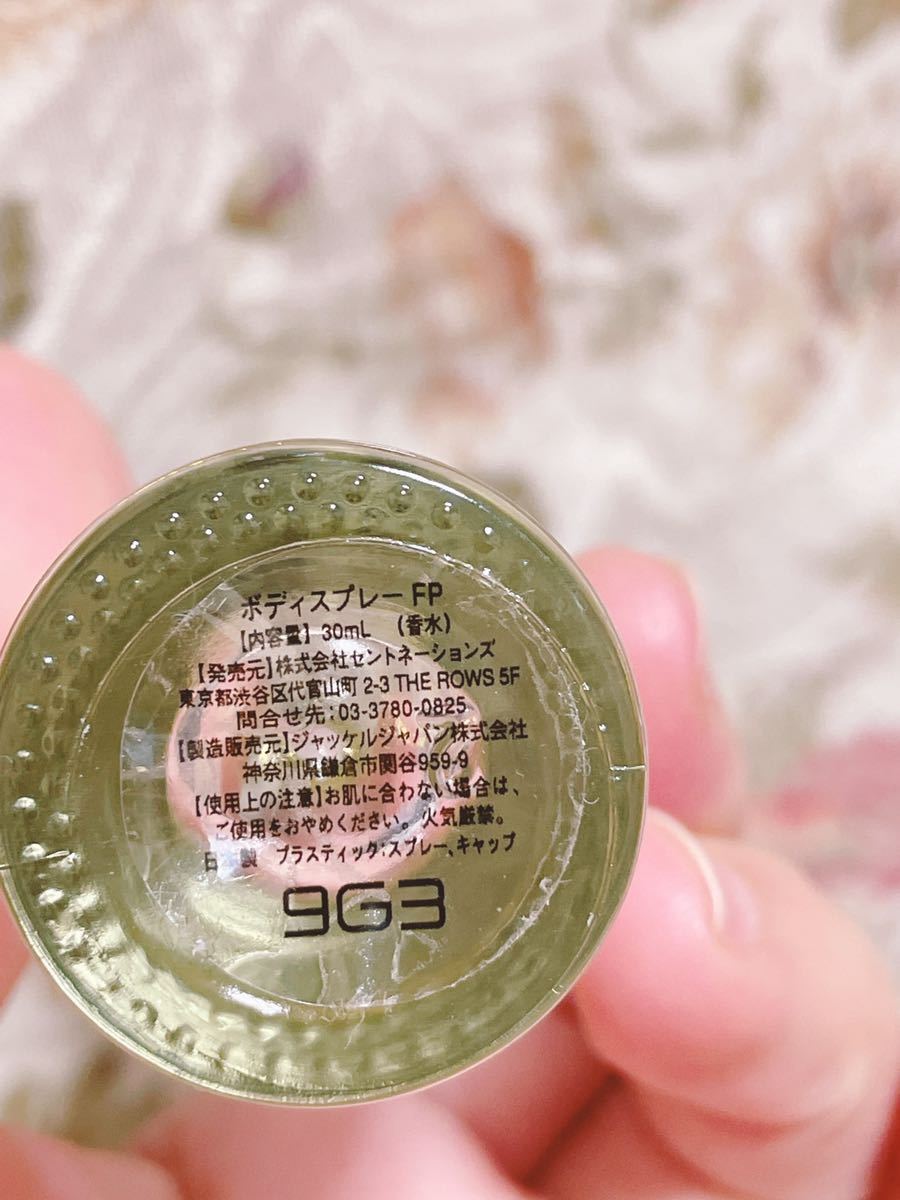 ボディスプレー FP
【内容量】 30mL （香水）
【発売元】株式会社セントネーションズ
東京都渋谷区代官山町 2-3 THE ROWS 5F
問合せ先：03-3780-0825
【製造販売元】ジャッケルジャパン株式会社
神奈川県鎌倉市関谷959-9
【使用上の注意】お肌に合わない場合は、
ご使用をおやめください。火気厳禁。
日本製 プラスティック：スプレー、キャップ
9G3